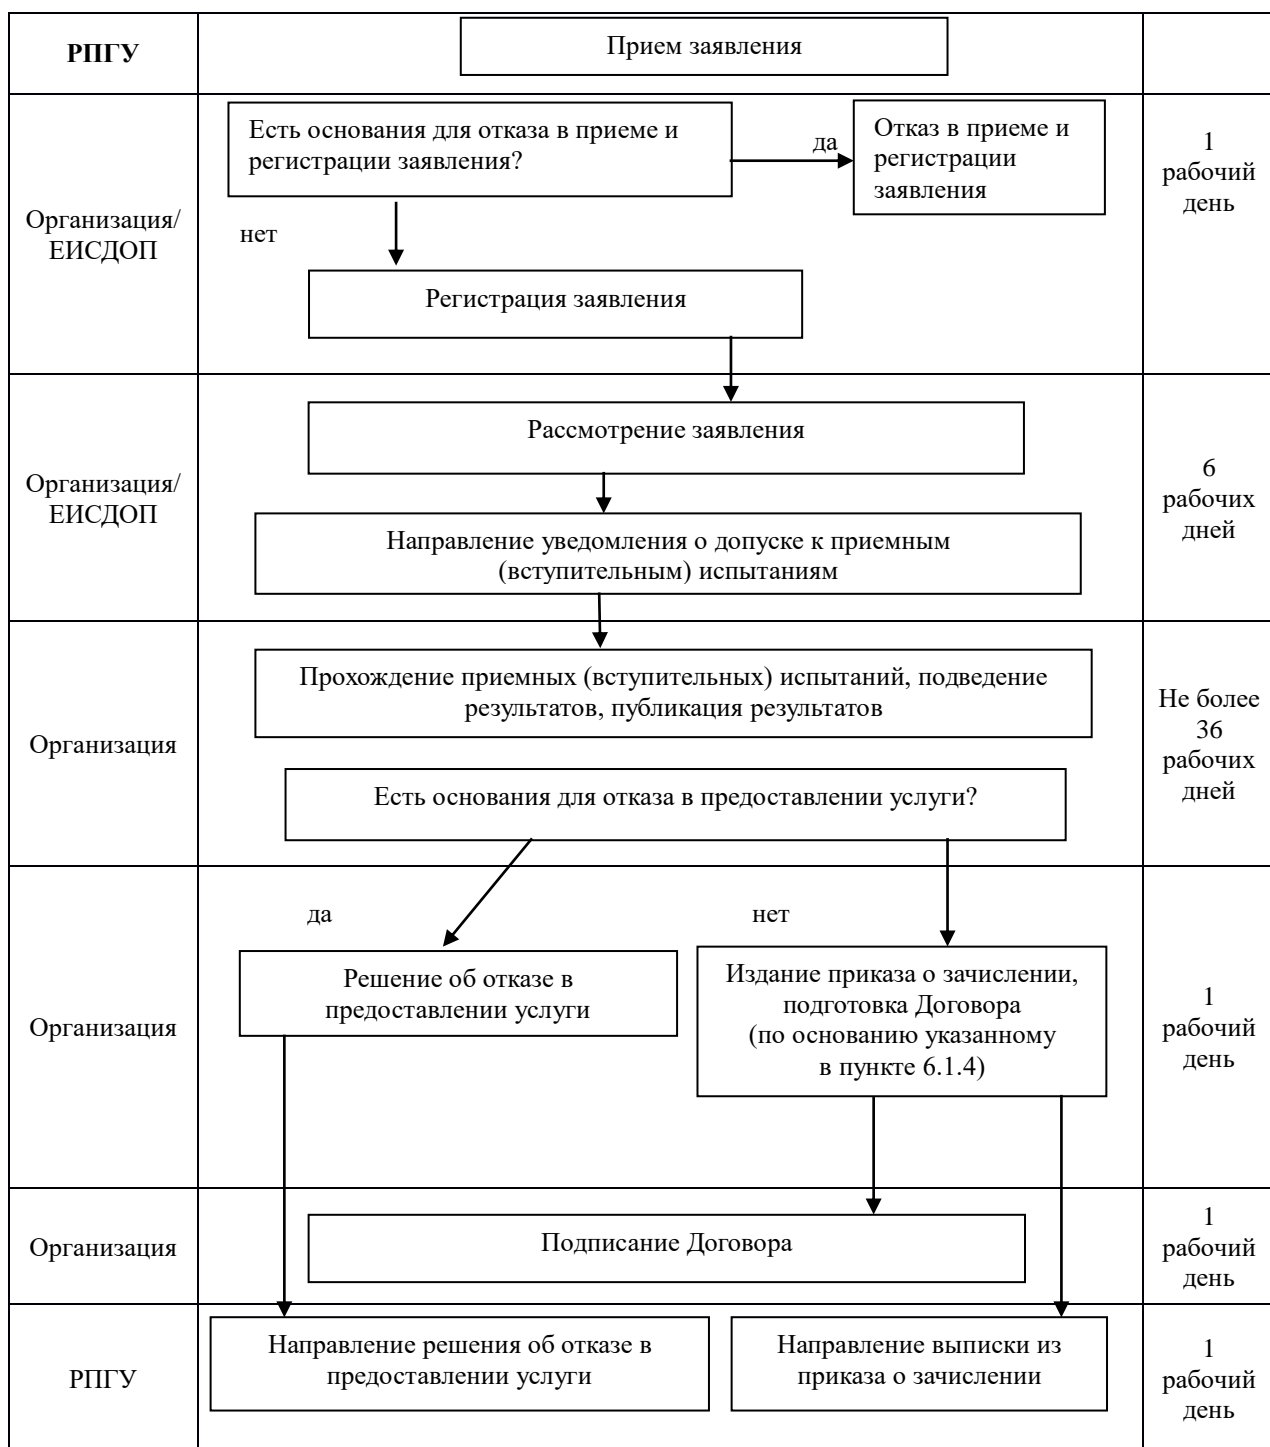 РПГУ
Прием заявления
Организация/
ЕИСДОП
Есть основания для отказа в приеме и
регистрации заявления?
да
Отказ в приеме и
регистрации
заявления
нет
Регистрация заявления
1
рабочий
день
Организация/
ЕИСДОП
Рассмотрение заявления
Направление уведомления о допуске к приемным
(вступительным) испытаниям
6
рабочих
дней
Организация
Прохождение приемных (вступительных) испытаний, подведение
результатов, публикация результатов
Есть основания для отказа в предоставлении услуги?
Не более
36
рабочих
дней
Организация
да
нет
Решение об отказе в
предоставлении услуги
Издание приказа о зачислении,
подготовка Договора
(по основанию указанному
в пункте 6.1.4)
1
рабочий
день
Организация
Подписание Договора
1
рабочий
день
РПГУ
Направление решения об отказе в
предоставлении услуги
Направление выписки из
приказа о зачислении
1
рабочий
день